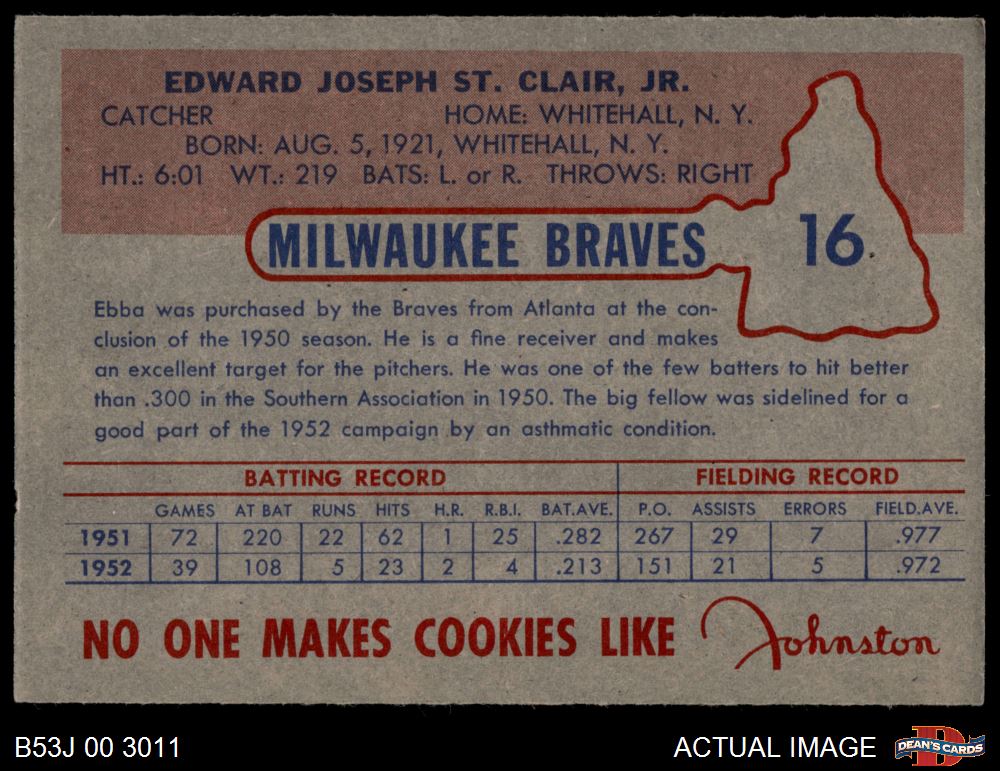 EDWARD JOSEPH ST. CLAIR, JR.
CATCHER HOME: WHITEHALL, N. Y.
BORN: AUG. 5, 1921, WHITEHALL, N. Y.
HT.: 6:01 WT.: 219 BATS: L. or R. THROWS: RIGHT
MILWAUKEE BRAVES 16
Ebba was purchased by the Braves from Atlanta at the con-
clusion of the 1950 season. He is a fine receiver and makes
an excellent target for the pitchers. He was one of the few batters to hit better
than .300 in the Southern Association in 1950. The big fellow was sidelined for a
good part of the 1952 campaign by an asthmatic condition.
BATTING RECORD FIELDING RECORD
GAMES AT BAT RUNS HITS H.R. R.B.I. BAT.AVE. P.O. ASSISTS ERRORS FIELD.AVE.
1951 72 220 22 62 1 25 .282 267 29 7 .977
1952 39 108 5 23 2 4 .213 151 21 5 .972
NO ONE MAKES COOKIES LIKE Johnston
B53J 00 3011 ACTUAL IMAGE D DEAN'S CARDS